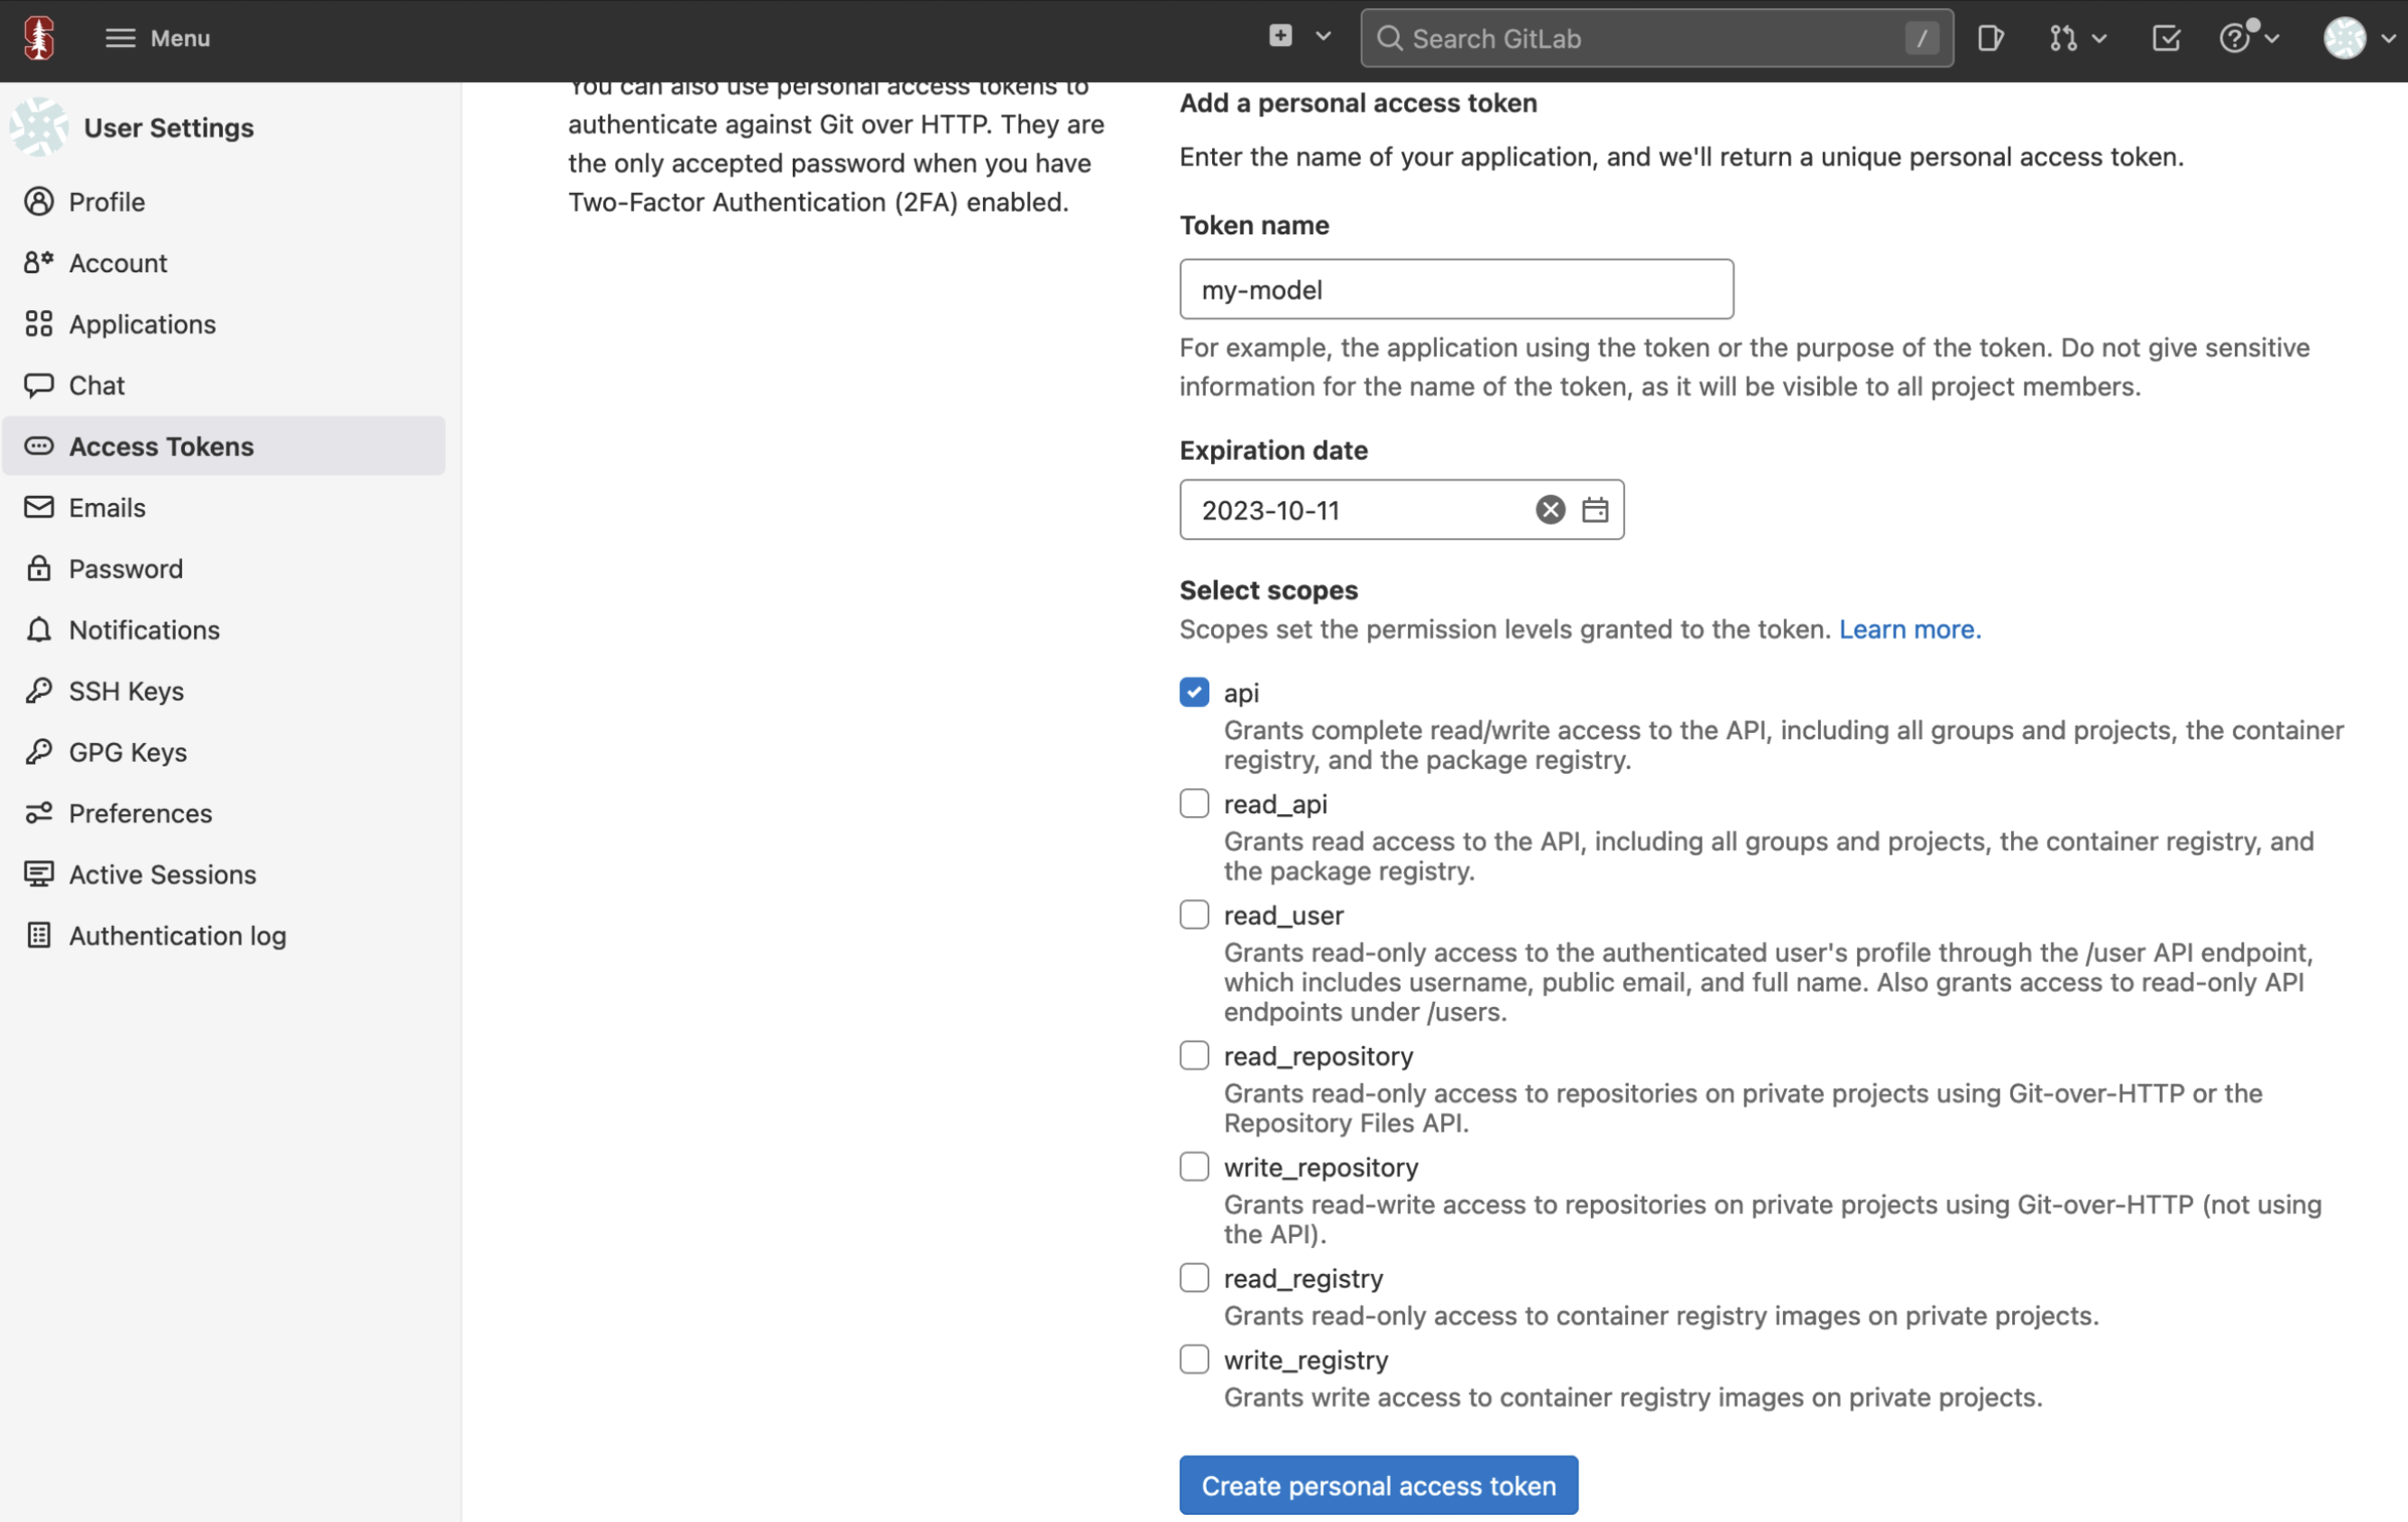 Menu
Search GitLab
/
User Settings
Profile
Account
Applications
Chat
Access Tokens
Emails
Password
Notifications
SSH Keys
GPG Keys
Preferences
Active Sessions
Authentication log
You can also use personal access tokens to
authenticate against Git over HTTP. They are
the only accepted password when you have
Two-Factor Authentication (2FA) enabled.
Add a personal access token
Enter the name of your application, and we'll return a unique personal access token.
Token name
my-model
For example, the application using the token or the purpose of the token. Do not give sensitive
information for the name of the token, as it will be visible to all project members.
Expiration date
2023-10-11
Select scopes
Scopes set the permission levels granted to the token. Learn more.
api
Grants complete read/write access to the API, including all groups and projects, the container
registry, and the package registry.
read_api
Grants read access to the API, including all groups and projects, the container registry, and
the package registry.
read_user
Grants read-only access to the authenticated user's profile through the /user API endpoint,
which includes username, public email, and full name. Also grants access to read-only API
endpoints under /users.
read_repository
Grants read-only access to repositories on private projects using Git-over-HTTP or the
Repository Files API.
write_repository
Grants read-write access to repositories on private projects using Git-over-HTTP (not using
the API).
read_registry
Grants read-only access to container registry images on private projects.
write_registry
Grants write access to container registry images on private projects.
Create personal access token